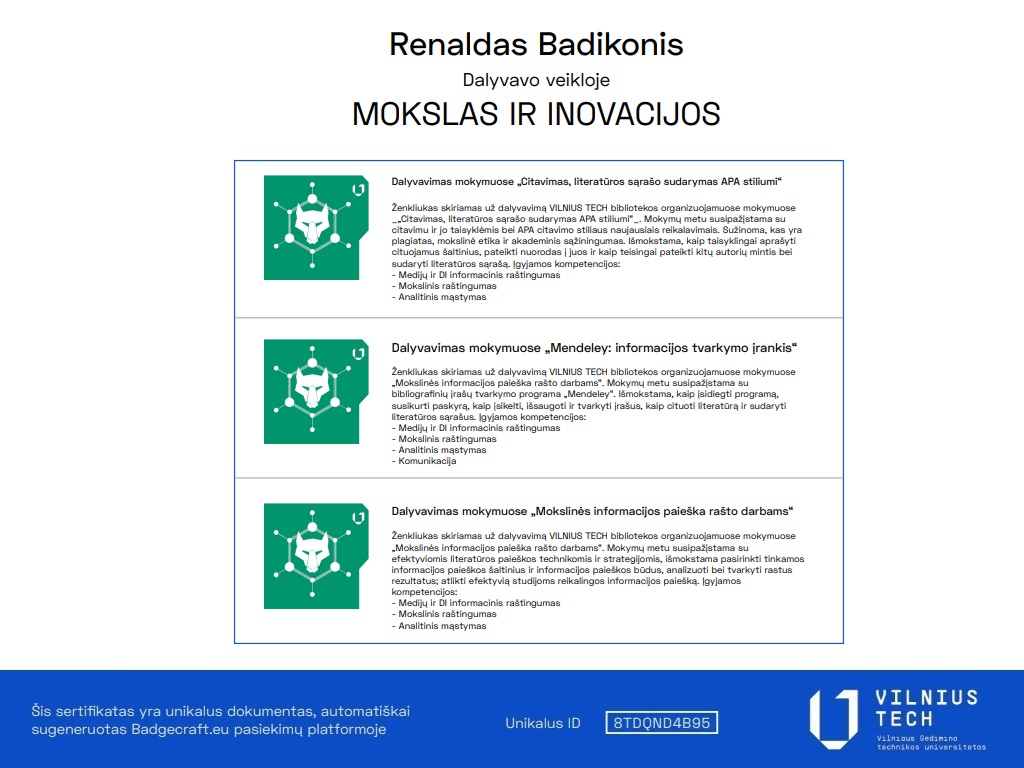 Renaldas Badikonis
Dalyvavo veikloje
MOKSLAS IR INOVACIJOS
Dalyvavimas mokymuose „Citavimas, literatūros sąrašo sudarymas APA stiliumi“
Ženkliukas skiriamas už dalyvavimą VILNIUS TECH bibliotekos organizuojamuose mokymuose
_„Citavimas, literatūros sąrašo sudarymas APA stiliumi“_. Mokymų metu susipažįstama su
citavimu ir jo taisyklėmis bei APA citavimo stiliaus naujausiais reikalavimais. Sužinoma, kas yra
plagiatas, mokslinė etika ir akademinis sąžiningumas. Išmokstama, kaip taisyklingai aprašyti
cituojamus šaltinius, pateikti nuorodas į juos ir kaip teisingai pateikti kitų autorių mintis bei
sudaryti literatūros sąrašą. Įgyjamos kompetencijos:
- Medijų ir DI informacinis raštingumas
- Mokslinis raštingumas
- Analitinis mąstymas
Dalyvavimas mokymuose „Mendeley: informacijos tvarkymo įrankis“
Ženkliukas skiriamas už dalyvavimą VILNIUS TECH bibliotekos organizuojamuose mokymuose
„Mokslinės informacijos paieška rašto darbams“. Mokymų metu susipažįstama su
bibliografinių įrašų tvarkymo programa „Mendeley“. Išmokstama, kaip įsidiegti programą,
susikurti paskyrą, kaip įsikelti, išsaugoti ir tvarkyti įrašus, kaip cituoti literatūrą ir sudaryti
literatūros sąrašus. Įgyjamos kompetencijos:
- Medijų ir DI informacinis raštingumas
- Mokslinis raštingumas
- Analitinis mąstymas
- Komunikacija
Dalyvavimas mokymuose „Mokslinės informacijos paieška rašto darbams“
Ženkliukas skiriamas už dalyvavimą VILNIUS TECH bibliotekos organizuojamuose mokymuose
„Mokslinės informacijos paieška rašto darbams“. Mokymų metu susipažįstama su
efektyviomis literatūros paieškos technikomis ir strategijomis, išmokstama pasirinkti tinkamos
informacijos paieškos šaltinius ir informacijos paieškos būdus, analizuoti bei tvarkyti rastus
rezultatus; atlikti efektyvią studijoms reikalingos informacijos paiešką. Įgyjamos
kompetencijos:
- Medijų ir DI informacinis raštingumas
- Mokslinis raštingumas
- Analitinis mąstymas
Šis sertifikatas yra unikalus dokumentas, automatiškai
sugeneruotas Badgecraft.eu pasiekimų platformoje
Unikalus ID 8TDQND4B95
VILNIUS
TECH
Vilniaus Gedimino
technikos universitetas